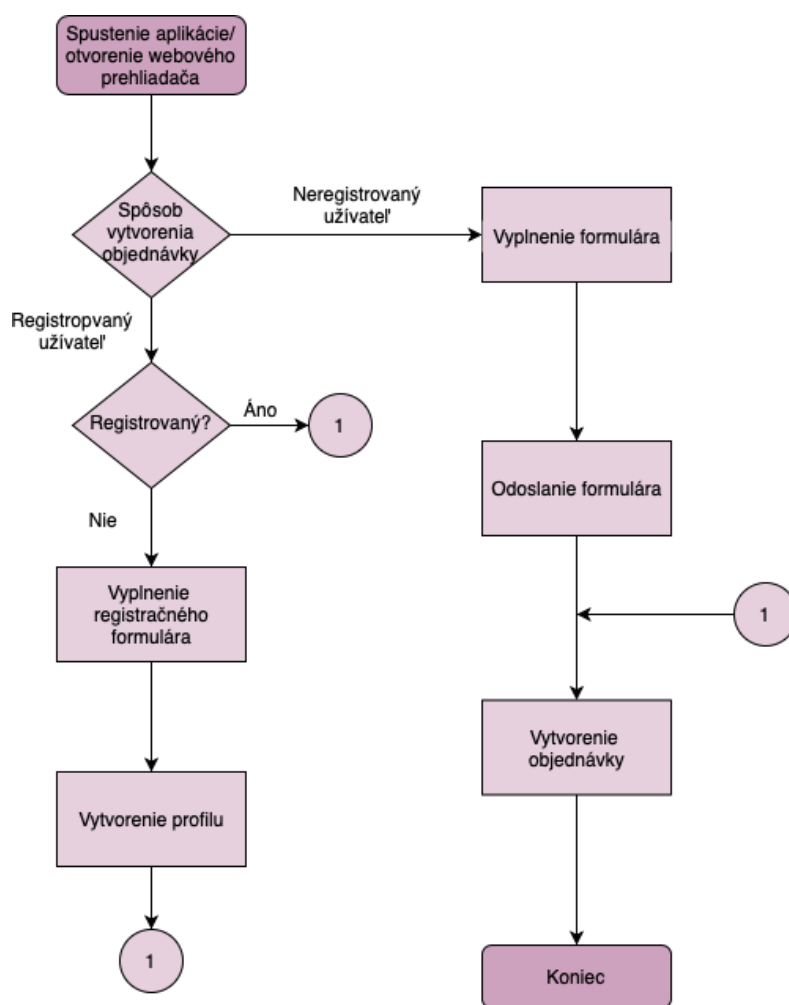 Spustenie aplikácie/
otvorenie webového
prehliadača
Spôsob
vytvorenia
objednávky
Neregistrovaný
užívateľ
Vyplnenie formulára
Registropvaný
užívateľ
Registrovaný?
Áno
1
Nie
Odoslanie formulára
Vyplnenie
registračného
formulára
1
Vytvorenie
objednávky
Vytvorenie profilu
1
Koniec